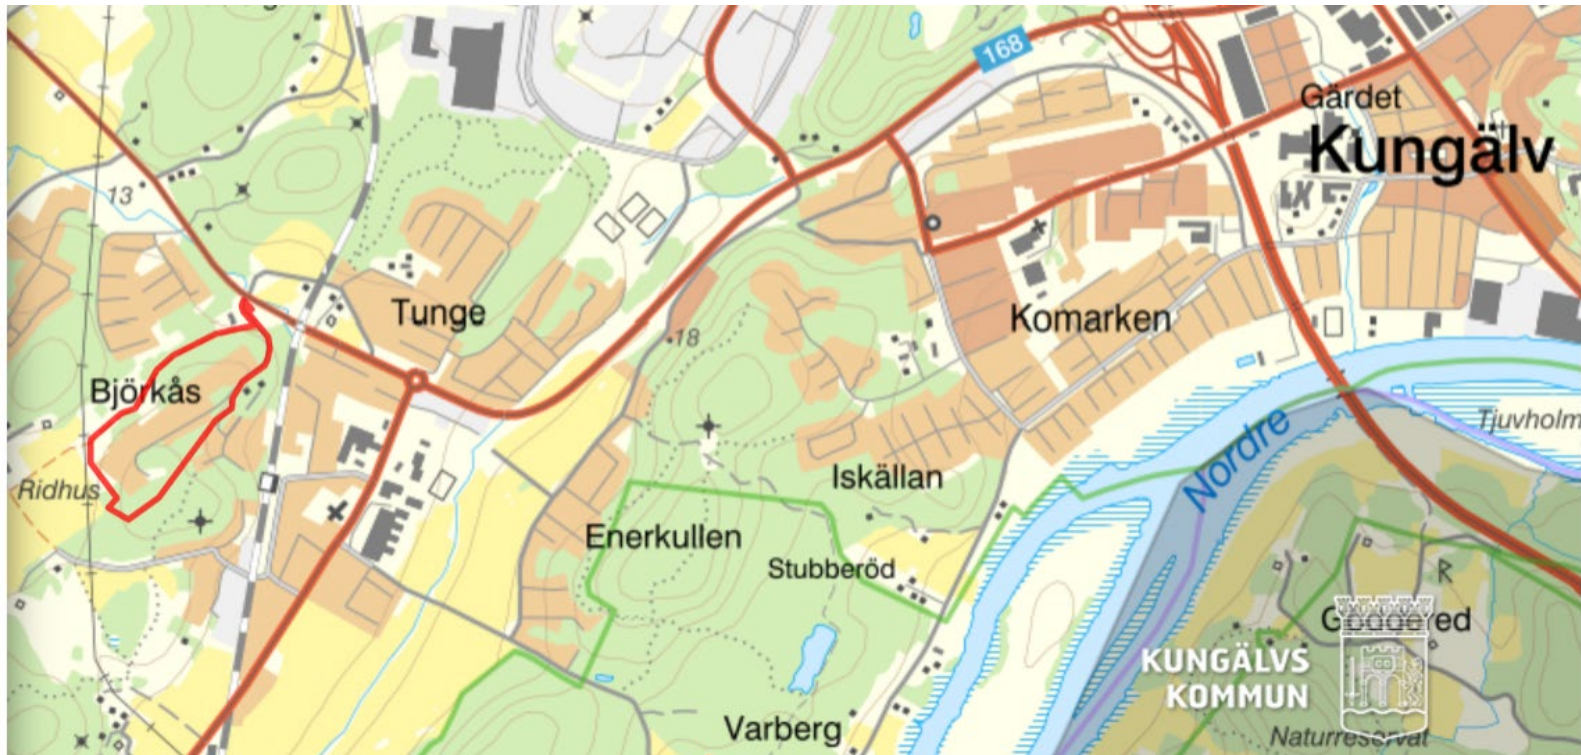 168
Gärdet
Kungälv
13
Tunge
18
Komarken
Björkås
Nordre
Tjuvholm
Iskällan
Ridhus
Enerkullen
Stubberöd
R
KUNGÄLVS
KOMMUN
Varberg
Naturreservat